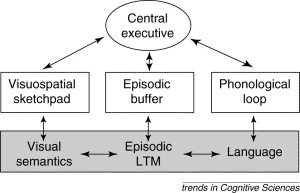 Central
executive
Visuospatial
sketchpad
Episodic
buffer
Phonological
loop
Visual
semantics
Episodic
LTM
Language
trends in Cognitive Sciences